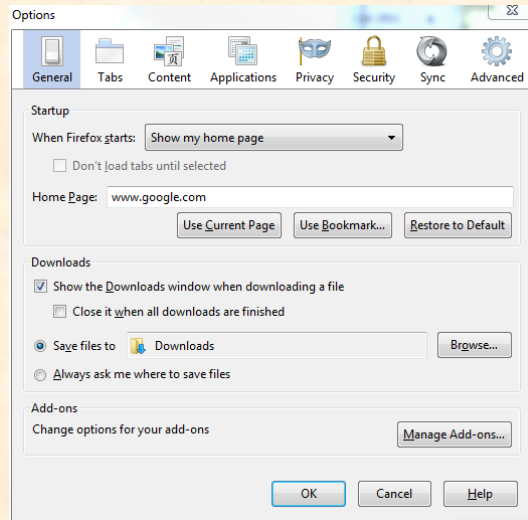 Options
General Tabs Content Applications Privacy Security Sync Advanced
Startup
When Firefox starts: Show my home page
Don't load tabs until selected
Home Page: www.google.com
Use Current Page Use Bookmark... Restore to Default
Downloads
Show the Downloads window when downloading a file
Close it when all downloads are finished
Save files to Downloads Browse...
Always ask me where to save files
Add-ons
Change options for your add-ons
Manage Add-ons...
OK Cancel Help